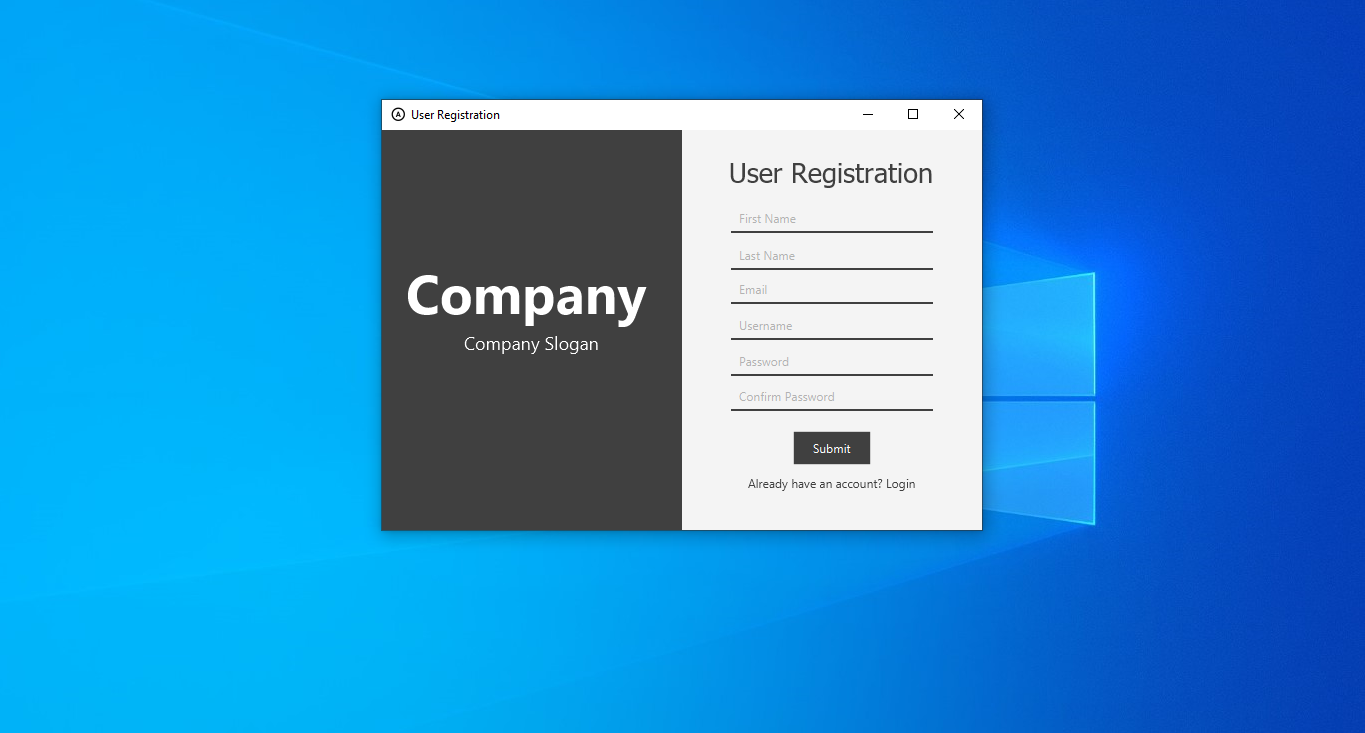 User Registration
Company
Company Slogan
User Registration
First Name
Last Name
Email
Username
Password
Confirm Password
Submit
Already have an account? Login